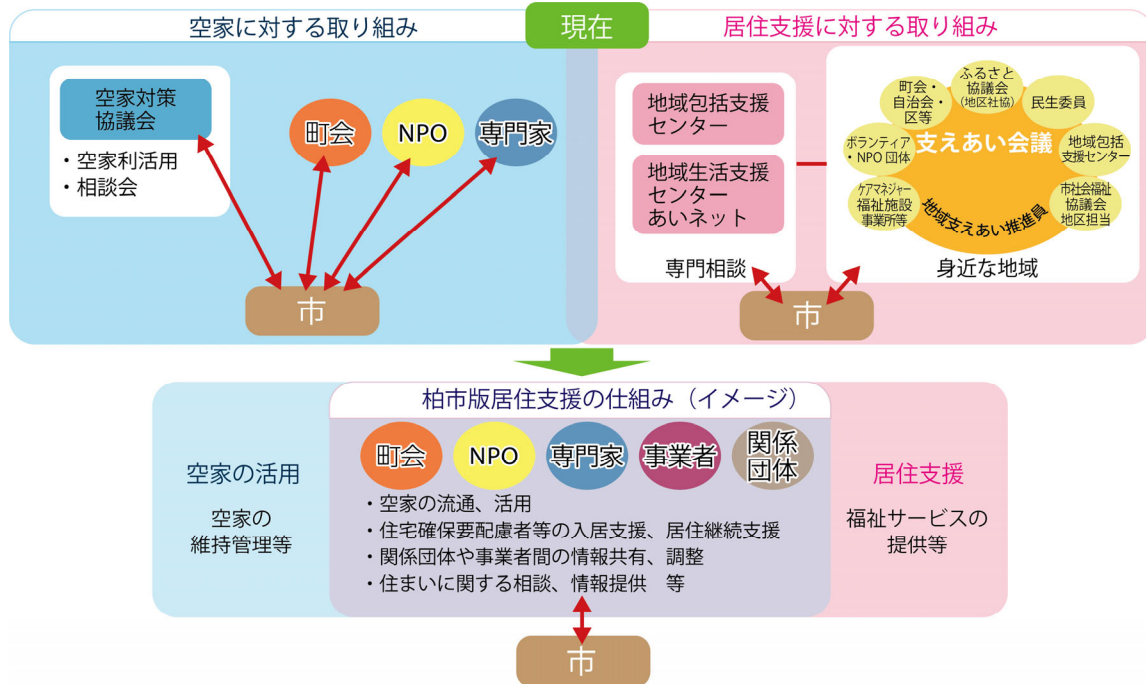 空家に対する取り組み
現在
居住支援に対する取り組み
空家対策
協議会
・空家利活用
・相談会
町会
NPO
専門家
市
地域包括支援
センター
地域生活支援
センター
あいネット
専門相談
ふるさと
協議会
(地区社協)
町会・
自治会・
区等
民生委員
ボランティア
・NPO 団体
支えあい会議
地域包括
支援センター
ケアマネジャー
福祉施設
事業所等
地域支えあい推進員
市社会福祉
協議会
地区担当
身近な地域
市
柏市版居住支援の仕組み(イメージ)
空家の活用
空家の
維持管理等
町会
NPO
専門家
事業者
関係
団体
・空家の流通、活用
・住宅確保要配慮者等の入居支援、居住継続支援
・関係団体や事業者間の情報共有、調整
・住まいに関する相談、情報提供 等
居住支援
福祉サービスの
提供等
市